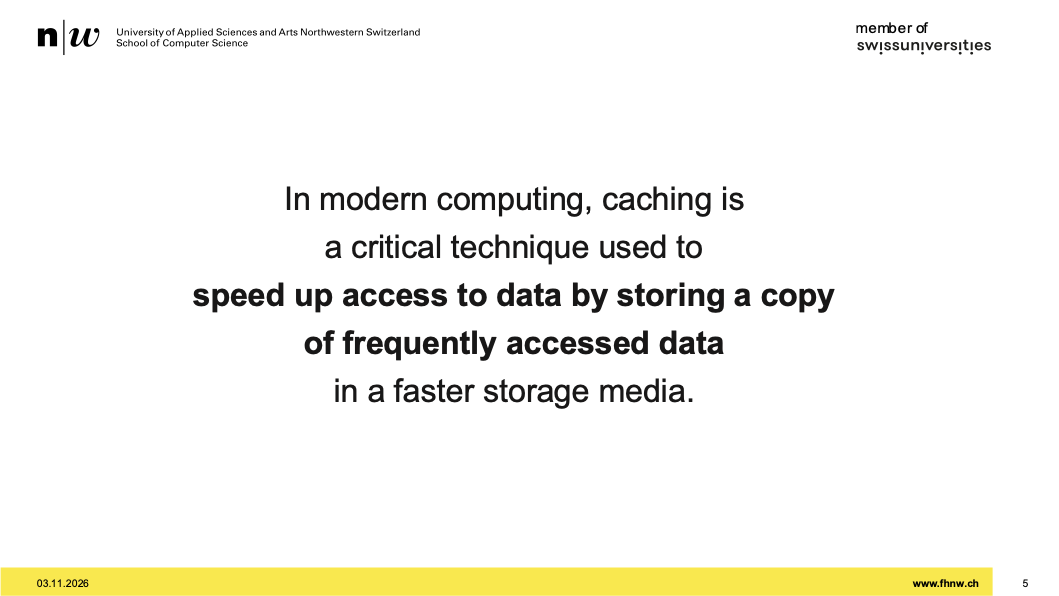 n|w University of Applied Sciences and Arts Northwestern Switzerland
School of Computer Science
member of
swissuniversities
In modern computing, caching is
a critical technique used to
speed up access to data by storing a copy
of frequently accessed data
in a faster storage media.
03.11.2026 www.fhnw.ch 5